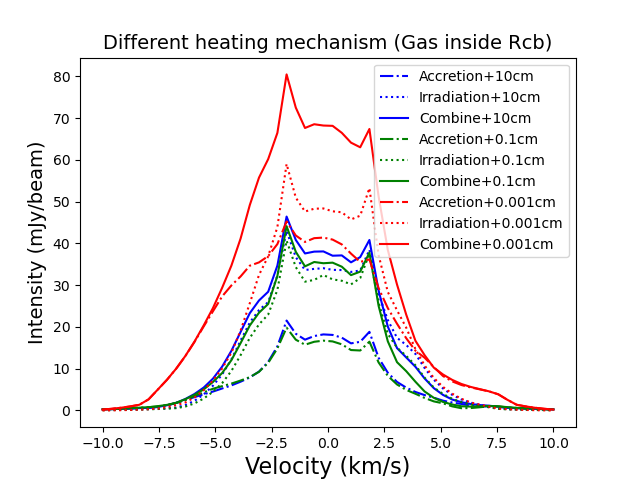 Different heating mechanism (Gas inside Rcb)
Intensity (mJy/beam)
80
70
60
50
40
30
20
10
0
Accretion+10cm
Irradiation+10cm
Combine+10cm
Accretion+0.1cm
Irradiation+0.1cm
Combine+0.1cm
Accretion+0.001cm
Irradiation+0.001cm
Combine+0.001cm
−10.0 −7.5 −5.0 −2.5 0.0 2.5 5.0 7.5 10.0
Velocity (km/s)